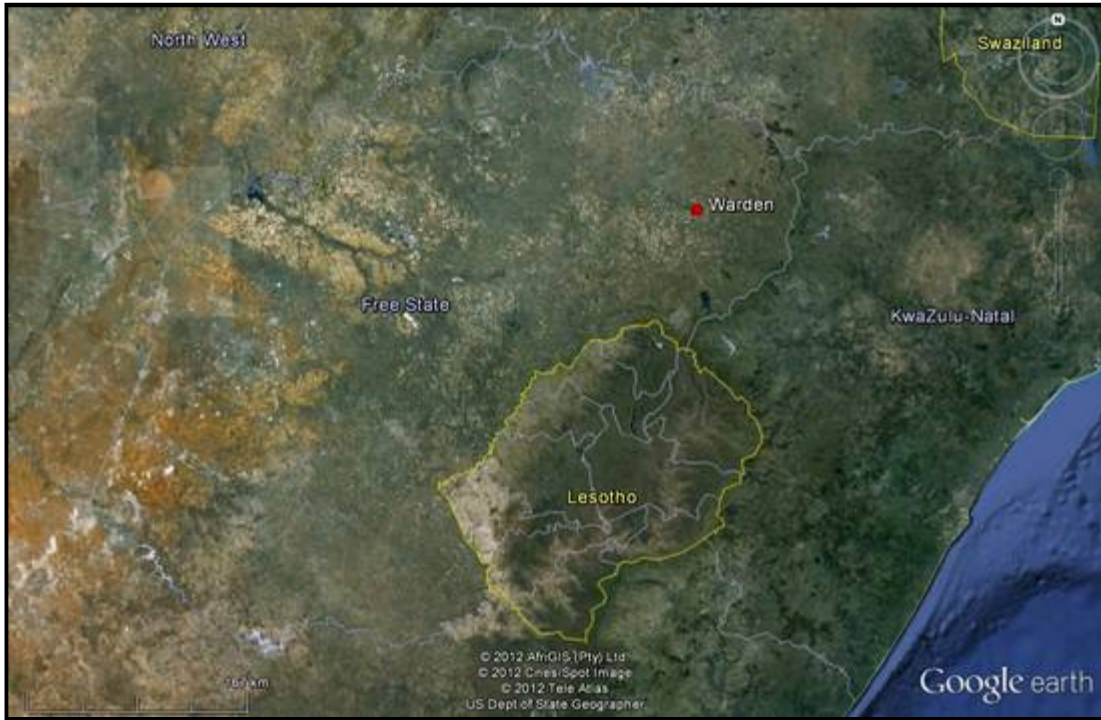 North West
N
Swaziland
Warden
Free State
KwaZulu-Natal
Lesotho
© 2012 AfriGIS (Pty) Ltd.
© 2012 Cnes/Spot Image
© 2012 Tele Atlas
US Dept of State Geographer
Google earth